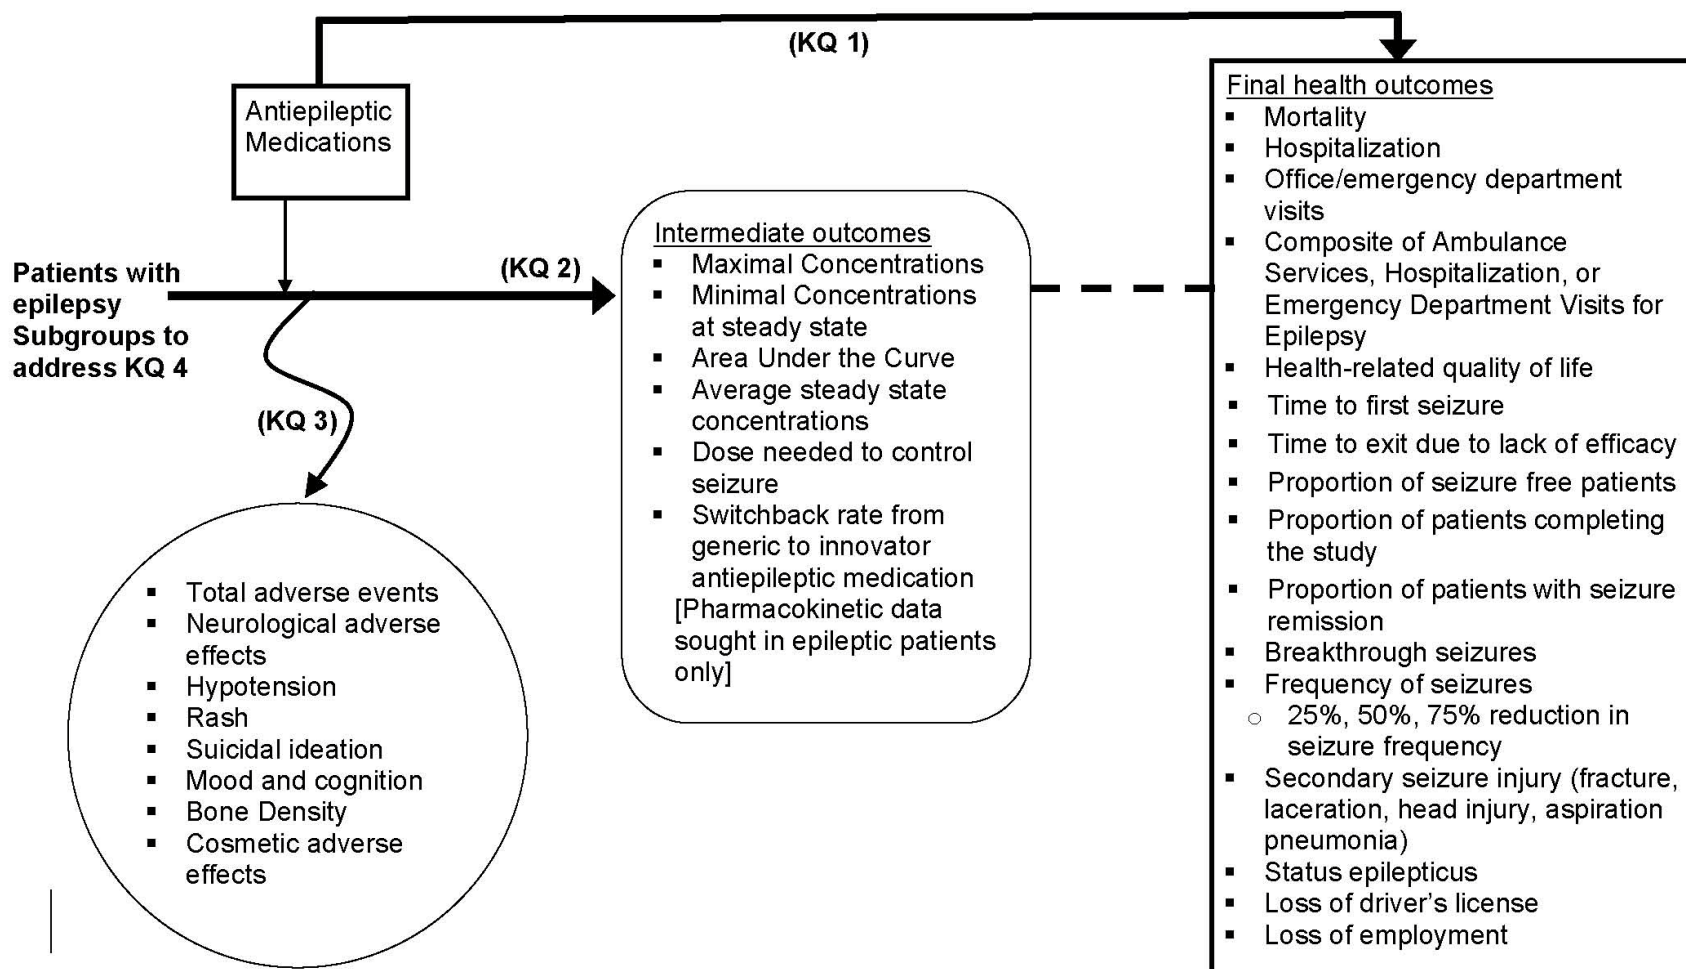 (KQ 1)
Antiepileptic
Medications
Patients with
epilepsy
Subgroups to
address KQ 4
(KQ 2)
(KQ 3)
▪ Total adverse events
▪ Neurological adverse
effects
▪ Hypotension
▪ Rash
▪ Suicidal ideation
▪ Mood and cognition
▪ Bone Density
▪ Cosmetic adverse
effects
Intermediate outcomes
▪ Maximal Concentrations
▪ Minimal Concentrations
at steady state
▪ Area Under the Curve
▪ Average steady state
concentrations
▪ Dose needed to control
seizure
▪ Switchback rate from
generic to innovator
antiepileptic medication
[Pharmacokinetic data
sought in epileptic patients
only]
Final health outcomes
▪ Mortality
▪ Hospitalization
▪ Office/emergency department
visits
▪ Composite of Ambulance
Services, Hospitalization, or
Emergency Department Visits for
Epilepsy
▪ Health-related quality of life
▪ Time to first seizure
▪ Time to exit due to lack of efficacy
▪ Proportion of seizure free patients
▪ Proportion of patients completing
the study
▪ Proportion of patients with seizure
remission
▪ Breakthrough seizures
▪ Frequency of seizures
○ 25%, 50%, 75% reduction in
seizure frequency
▪ Secondary seizure injury (fracture,
laceration, head injury, aspiration
pneumonia)
▪ Status epilepticus
▪ Loss of driver’s license
▪ Loss of employment